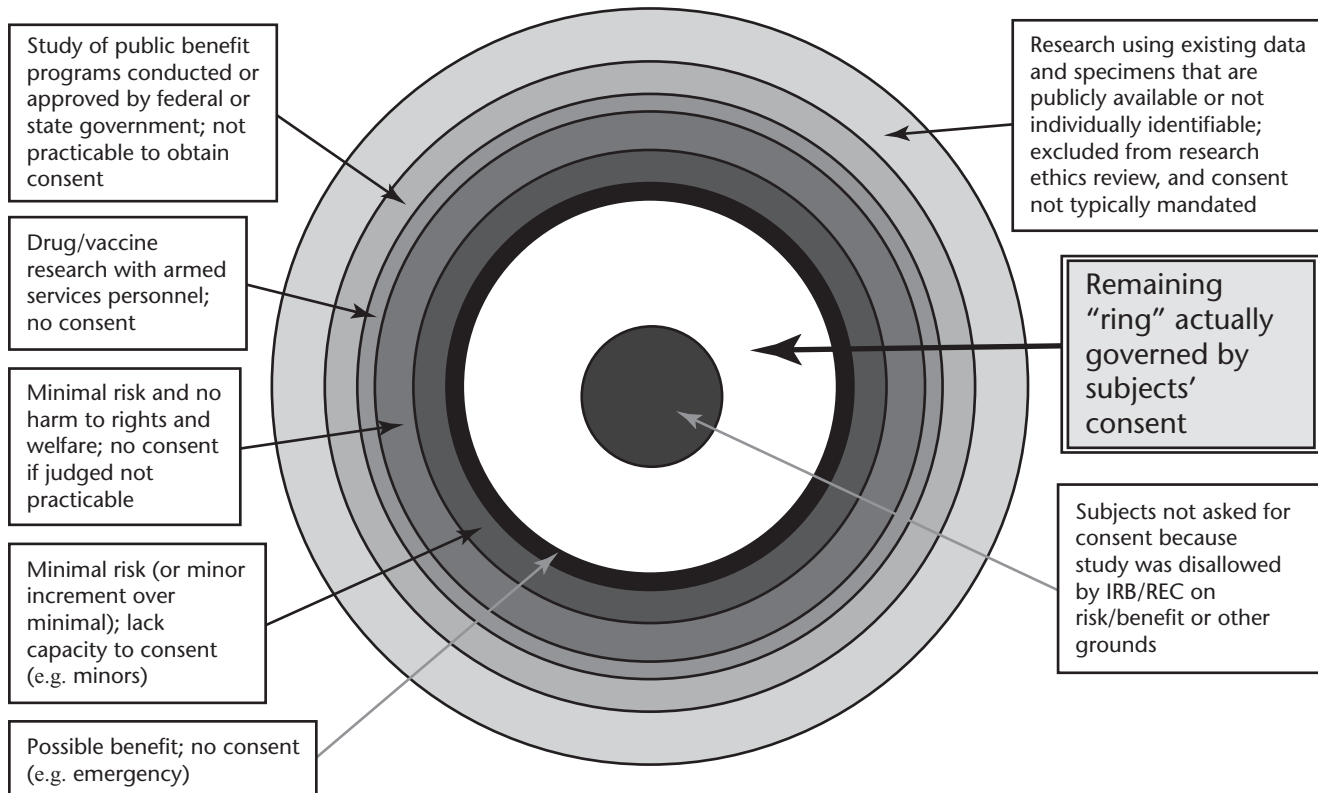 Study of public benefit
programs conducted or
approved by federal or
state government; not
practicable to obtain
consent
Drug/vaccine
research with armed
services personnel;
no consent
Minimal risk and no
harm to rights and
welfare; no consent
if judged not
practicable
Minimal risk (or minor
increment over
minimal); lack
capacity to consent
(e.g. minors)
Possible benefit; no consent
(e.g. emergency)
Research using existing data
and specimens that are
publicly available or not
individually identifiable;
excluded from research
ethics review, and consent
not typically mandated
Remaining
“ring” actually
governed by
subjects’
consent
Subjects not asked for
consent because
study was disallowed
by IRB/REC on
risk/benefit or other
grounds